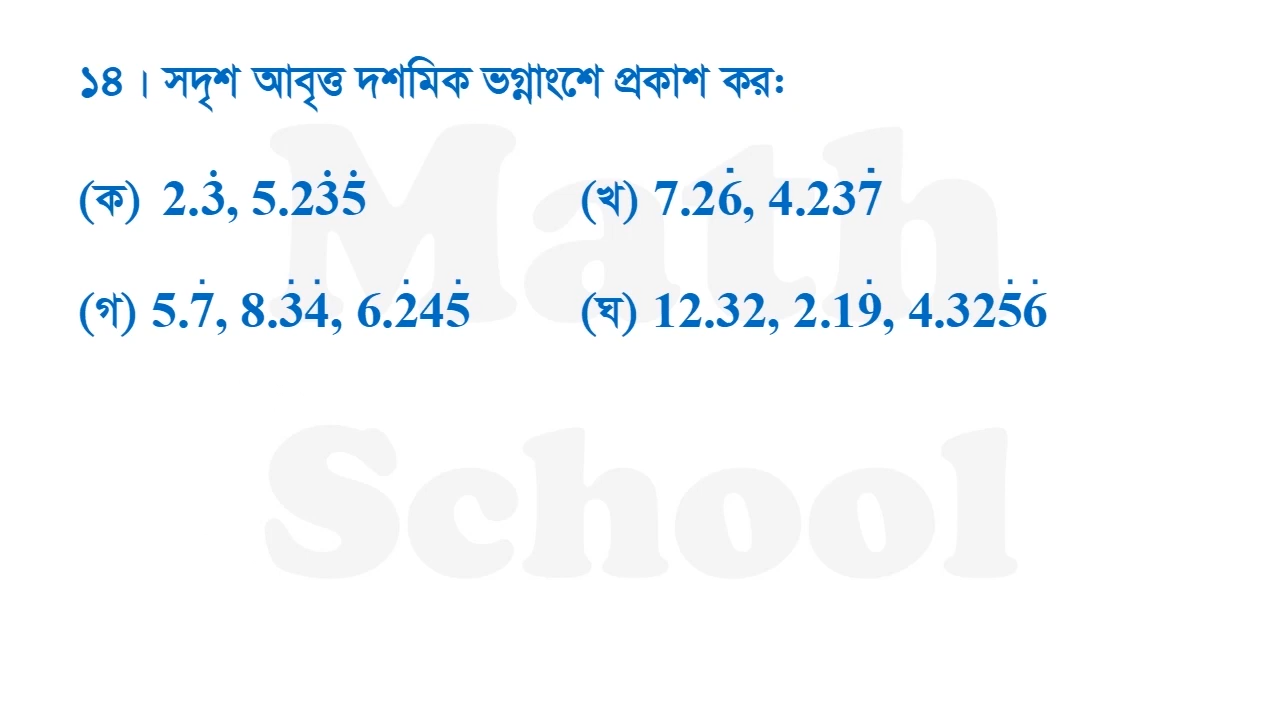 ১৪। সদৃশ আবৃত্ত দশমিক ভগ্নাংশে প্রকাশ কর:
(ক) 2.3̇, 5.23̇5̇ (খ) 7.26̇, 4.237̇
(গ) 5.7̇, 8.3̇4̇, 6.2̇45̇ (ঘ) 12.32, 2.19̇, 4.325̇6̇
Math
School